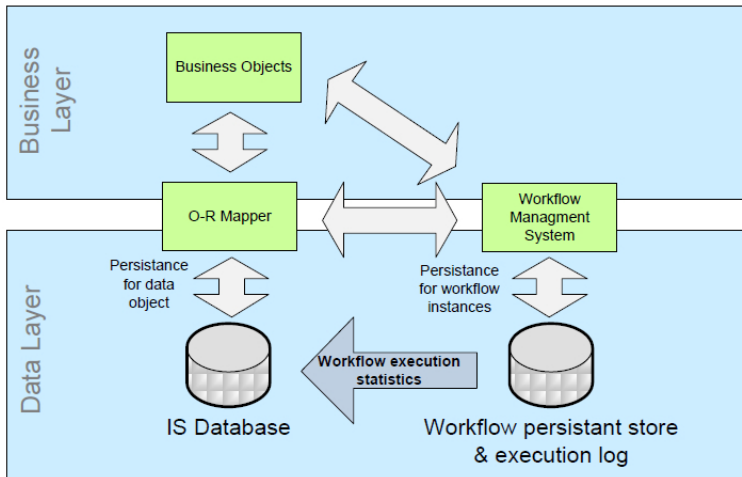 Business
Layer
Business Objects
O-R Mapper
Workflow
Managment
System
Data Layer
Persistance
for data
object
Persistance
for workflow
instances
Workflow execution
statistics
IS Database
Workflow persistant store
& execution log